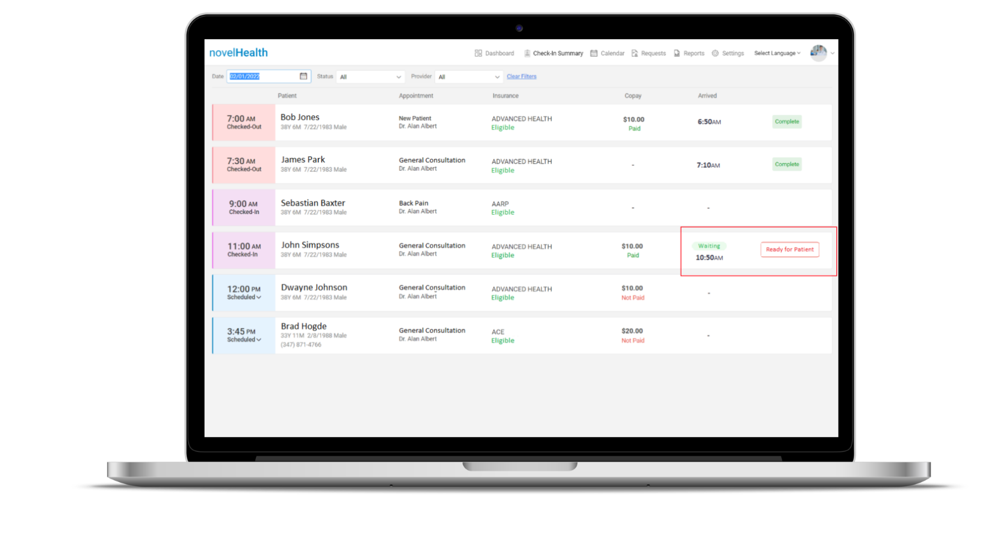 novelHealth
Dashboard Check-In Summary Calendar Requests Reports Settings Select Language
Date 02/01/2022 Status All Provider All Clear Filters
Patient Appointment Insurance Copay Arrived
7:00 AM
Checked-Out
Bob Jones
38Y 6M 7/22/1983 Male
New Patient
Dr. Alan Albert
ADVANCED HEALTH
Eligible
$10.00
Paid
6:50AM
Complete
7:30 AM
Checked-Out
James Park
38Y 6M 7/22/1983 Male
General Consultation
Dr. Alan Albert
ADVANCED HEALTH
Eligible
-
7:10AM
Complete
9:00 AM
Checked-In
Sebastian Baxter
38Y 6M 7/22/1983 Male
Back Pain
Dr. Alan Albert
AARP
Eligible
-
-
11:00 AM
Checked-In
John Simpsons
38Y 6M 7/22/1983 Male
General Consultation
Dr. Alan Albert
ADVANCED HEALTH
Eligible
$10.00
Paid
Waiting
10:50AM
Ready for Patient
12:00 PM
Scheduled
Dwayne Johnson
38Y 6M 7/22/1983 Male
General Consultation
Dr. Alan Albert
ADVANCED HEALTH
Eligible
$10.00
Not Paid
-
3:45 PM
Scheduled
Brad Hogde
33Y 11M 2/8/1988 Male
(347) 871-4766
General Consultation
Dr. Alan Albert
ACE
Eligible
$20.00
Not Paid
-